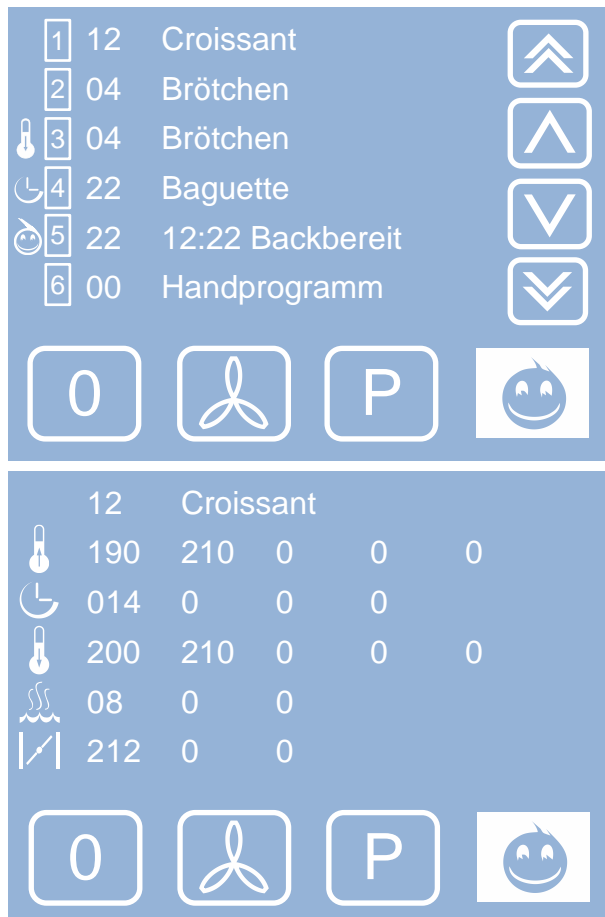 1 12 Croissant
2 04 Brötchen
3 04 Brötchen
4 22 Baguette
5 22 12:22 Backbereit
6 00 Handprogramm
0 P
12 Croissant
190 210 0 0 0
014 0 0 0
200 210 0 0 0
08 0 0
212 0 0
0 P